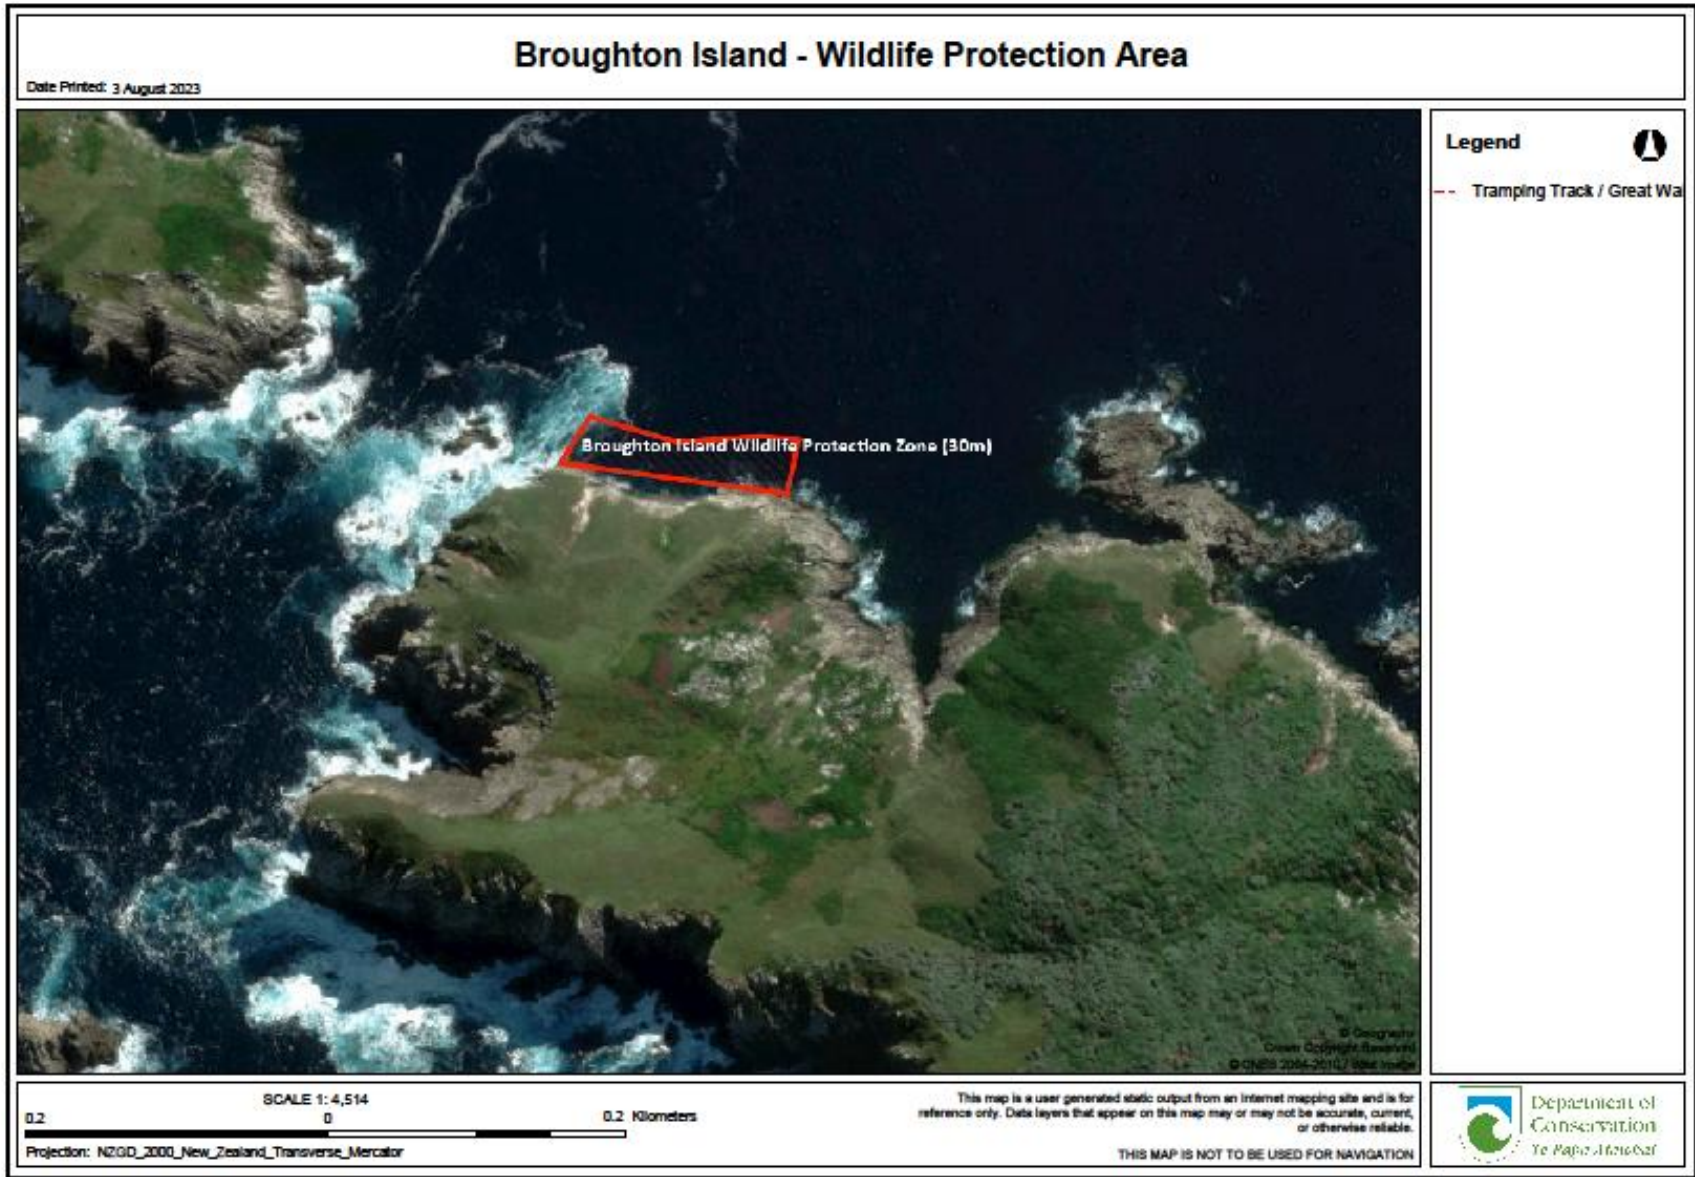 Broughton Island - Wildlife Protection Area
Date Printed: 3 August 2023
Legend
Tramping Track / Great Wa
Broughton Island Wildlife Protection Zone (30m)
Crown Copyright Reserved
SCALE 1: 4,514
0.2 0 0.2 Kilometers
Projection: NZGD_2000_New_Zealand_Transverse_Mercator
This map is a user generated static output from an Internet mapping site and is for
reference only. Data layers that appear on this map may or may not be accurate, current,
or otherwise reliable.
THIS MAP IS NOT TO BE USED FOR NAVIGATION
Department of
Conservation
Te Papa Atawhai